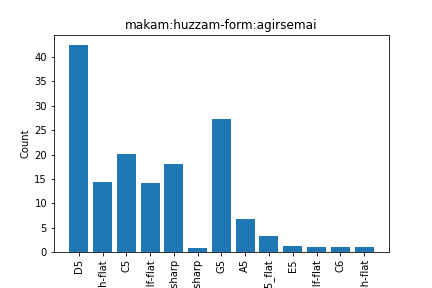 makam:huzzam-form:agirsemai
Count
40
35
30
25
20
15
10
5
0
D5
h-flat
C5
lf-flat
sharp
sharp
G5
A5
5_flat
E5
lf-flat
C6
h-flat